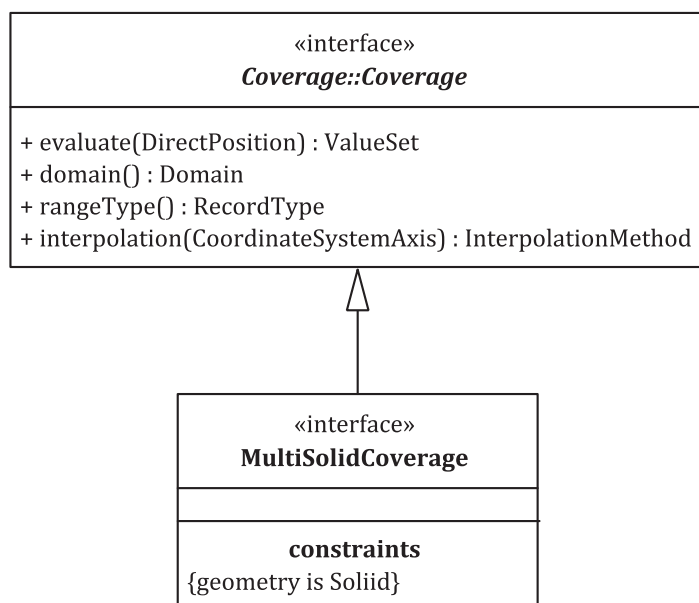 «interface»
Coverage::Coverage
+ evaluate(DirectPosition) : ValueSet
+ domain() : Domain
+ rangeType() : RecordType
+ interpolation(CoordinateSystemAxis) : InterpolationMethod
«interface»
MultiSolidCoverage
constraints
{geometry is Soliid}